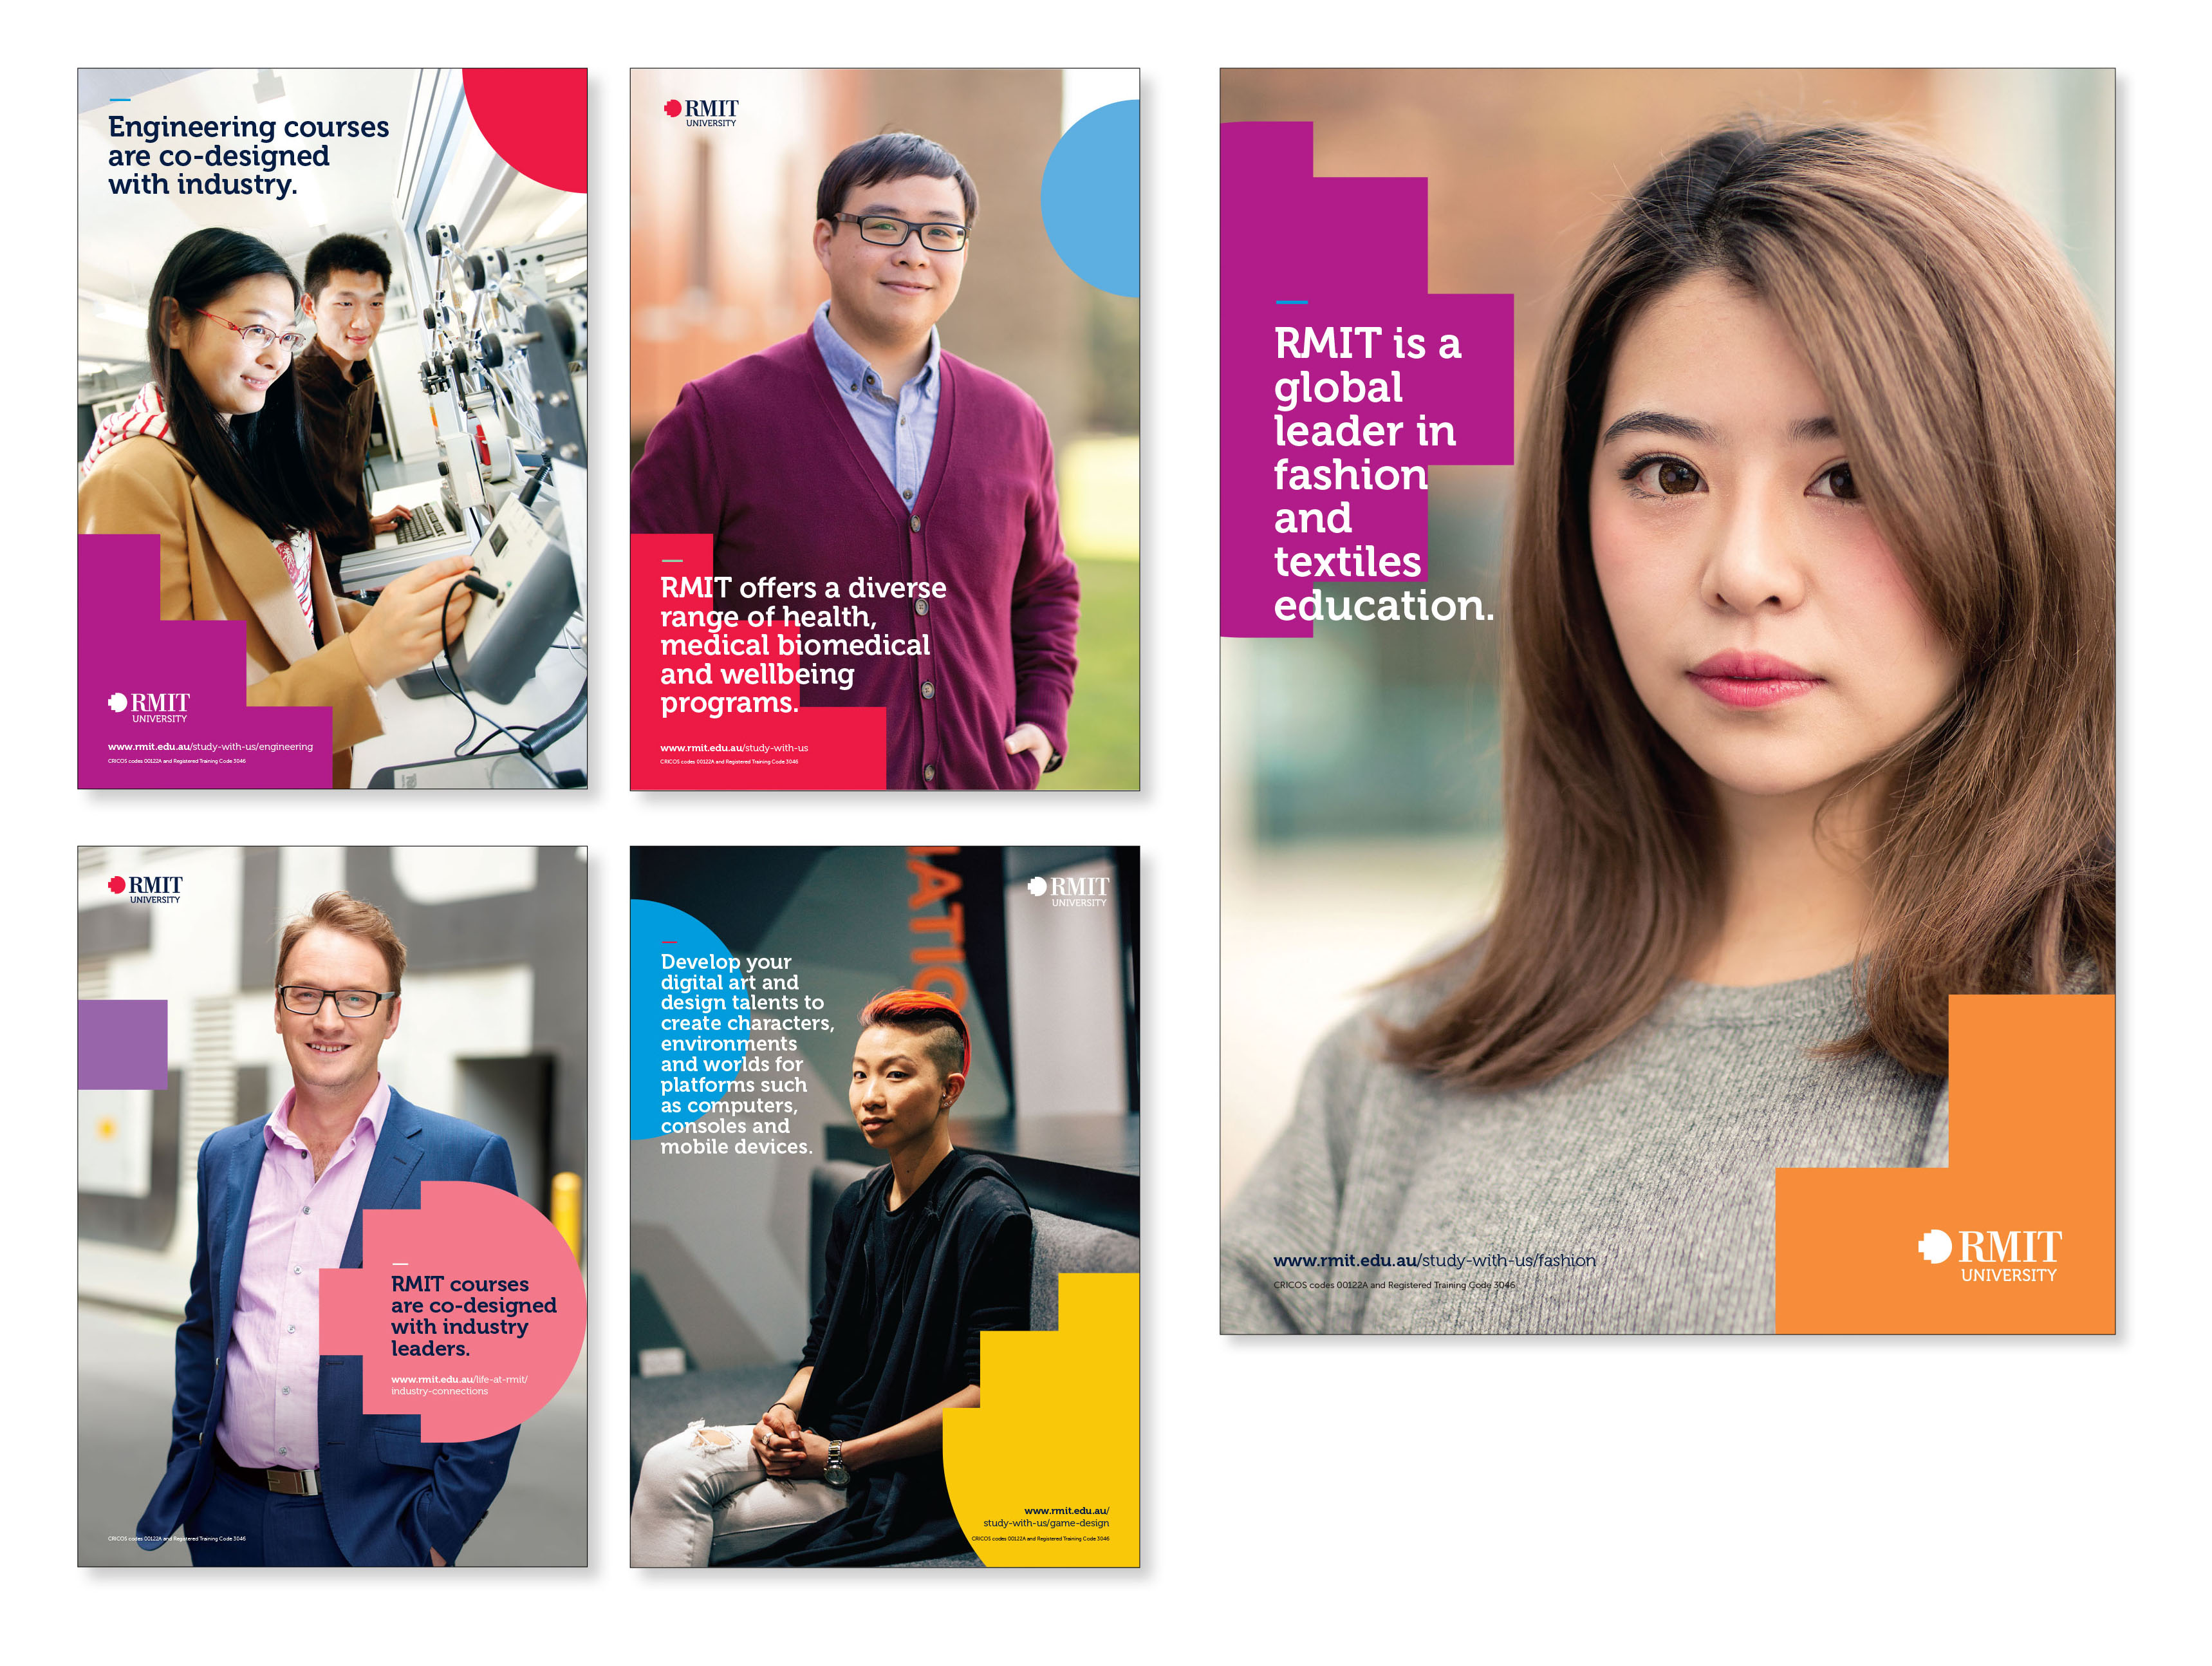 Engineering courses
are co-designed
with industry.
RMIT
UNIVERSITY
www.rmit.edu.au/study-with-us/engineering
CRICOS codes 00122A and Registered Training Code 3046
RMIT
UNIVERSITY
RMIT offers a diverse
range of health,
medical biomedical
and wellbeing
programs.
www.rmit.edu.au/study-with-us
CRICOS codes 00122A and Registered Training Code 3046
RMIT is a
global
leader in
fashion
and
textiles
education.
www.rmit.edu.au/study-with-us/fashion
CRICOS codes 00122A and Registered Training Code 3046
RMIT
UNIVERSITY
RMIT
UNIVERSITY
RMIT courses
are co-designed
with industry
leaders.
www.rmit.edu.au/life-at-rmit/
industry-connections
CRICOS codes 00122A and Registered Training Code 3046
RMIT
UNIVERSITY
Develop your
digital art and
design talents to
create characters,
environments
and worlds for
platforms such
as computers,
consoles and
mobile devices.
www.rmit.edu.au/
study-with-us/game-design
CRICOS codes 00122A and Registered Training Code 3046